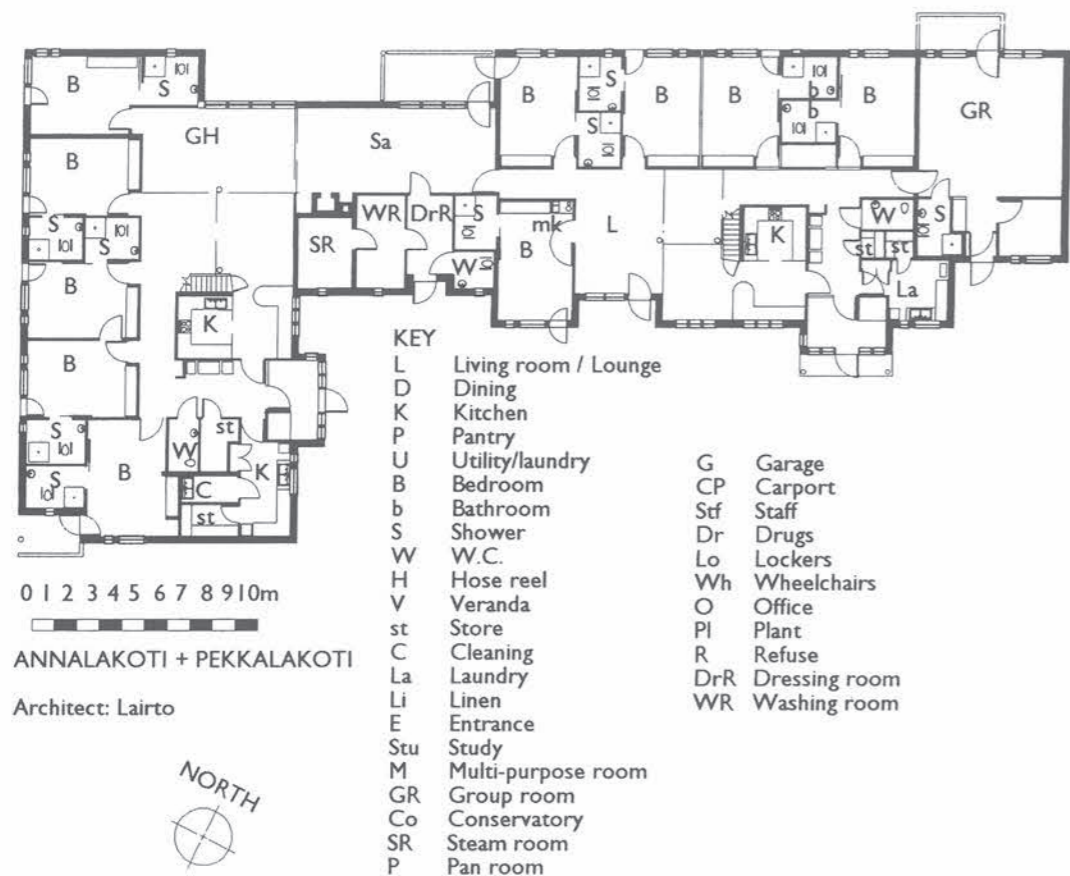 B
S
B
S
S
B
B
S
S
B
GH
Sa
SR
WR
DrR
S
W
K
st
W
K
C
st
B
S
S
B
B
b
b
B
GR
mk
B
L
K
W
S
st
st
La
KEY
L Living room / Lounge
D Dining
K Kitchen
P Pantry
U Utility/laundry
B Bedroom
b Bathroom
S Shower
W W.C.
H Hose reel
V Veranda
st Store
C Cleaning
La Laundry
Li Linen
E Entrance
Stu Study
M Multi-purpose room
GR Group room
Co Conservatory
SR Steam room
P Pan room
G Garage
CP Carport
Stf Staff
Dr Drugs
Lo Lockers
Wh Wheelchairs
O Office
Pl Plant
R Refuse
DrR Dressing room
WR Washing room
0 1 2 3 4 5 6 7 8 9 10m
ANNALAKOTI + PEKKALAKOTI
Architect: Lairto
NORTH